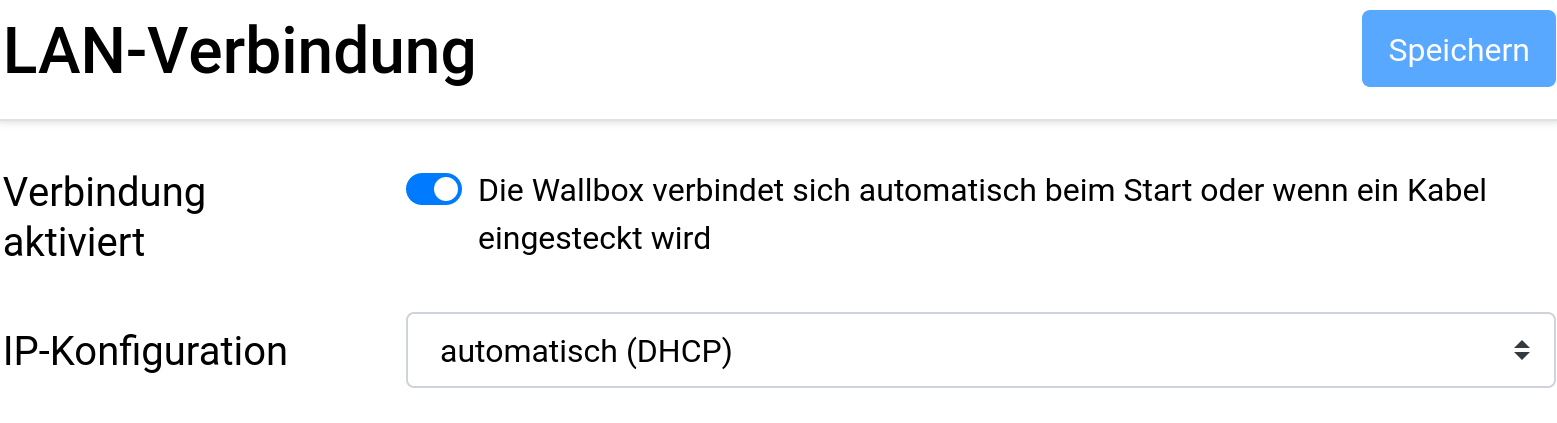 LAN-Verbindung
Speichern
Verbindung
aktiviert
Die Wallbox verbindet sich automatisch beim Start oder wenn ein Kabel
eingesteckt wird
IP-Konfiguration
automatisch (DHCP)